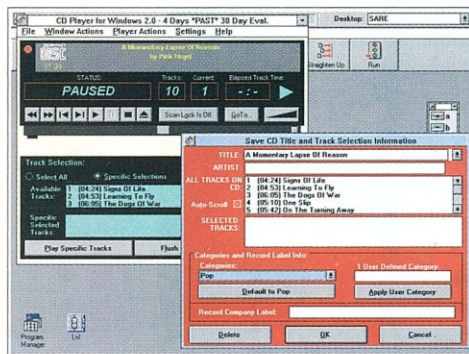 CD Player for Windows 2.0 - 4 Days *PAST* 30 Day Eval.
File Window Actions Player Actions Settings Help
Desktop: SARE
A Momentary Lapse Of Reason
by Pink Floyd
STATUS: Tracks: Current Elapsed Track Time:
PAUSED 10 1 -:-
Scan Lock Is Off GoTo...
Straighten Up Run
a
b
Track Selection:
Select All Specific Selections
Available Tracks:
1 (04:24) Signs Of Life
2 (04:53) Learning To Fly
3 (06:05) The Dogs Of War
Specific Selected Tracks:
Play Specific Tracks Flush
Save CD Title and Track Selection Information
TITLE: A Momentary Lapse Of Reason
ARTIST:
ALL TRACKS ON CD:
1 (04:24) Signs Of Life
2 (04:53) Learning To Fly
3 (06:05) The Dogs Of War
4 (05:10) One Slip
5 (05:42) On The Turning Away
Auto-Scroll
SELECTED TRACKS:
Categories and Record Label Info:
Categories: 1 User Defined Category:
Pop
Default to Pop Apply User Category
Record Company Label:
Delete OK Cancel
Program Manager